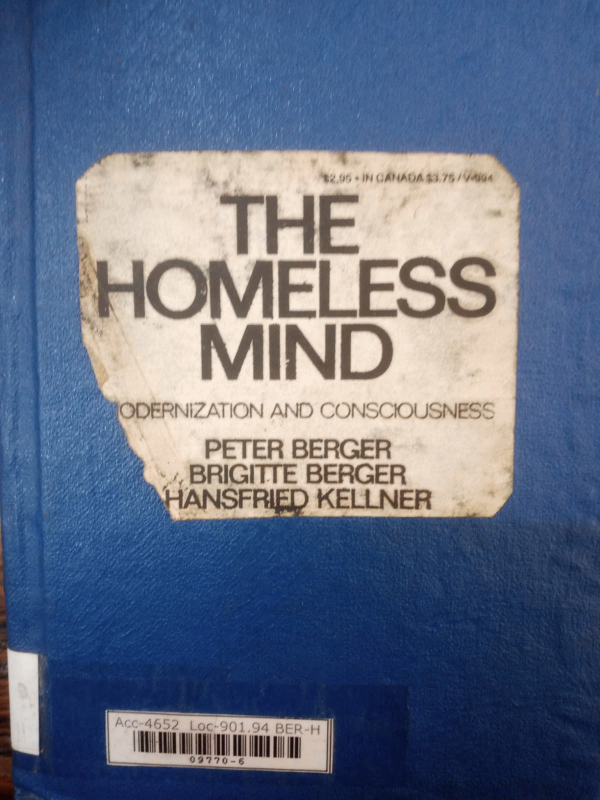 $2.95 • IN CANADA $3.75 / V-994
THE
HOMELESS
MIND
ODERNIZATION AND CONSCIOUSNESS
PETER BERGER
BRIGITTE BERGER
HANSFRIED KELLNER
Acc-4652 Loc-901.94 BER-H
09770-6